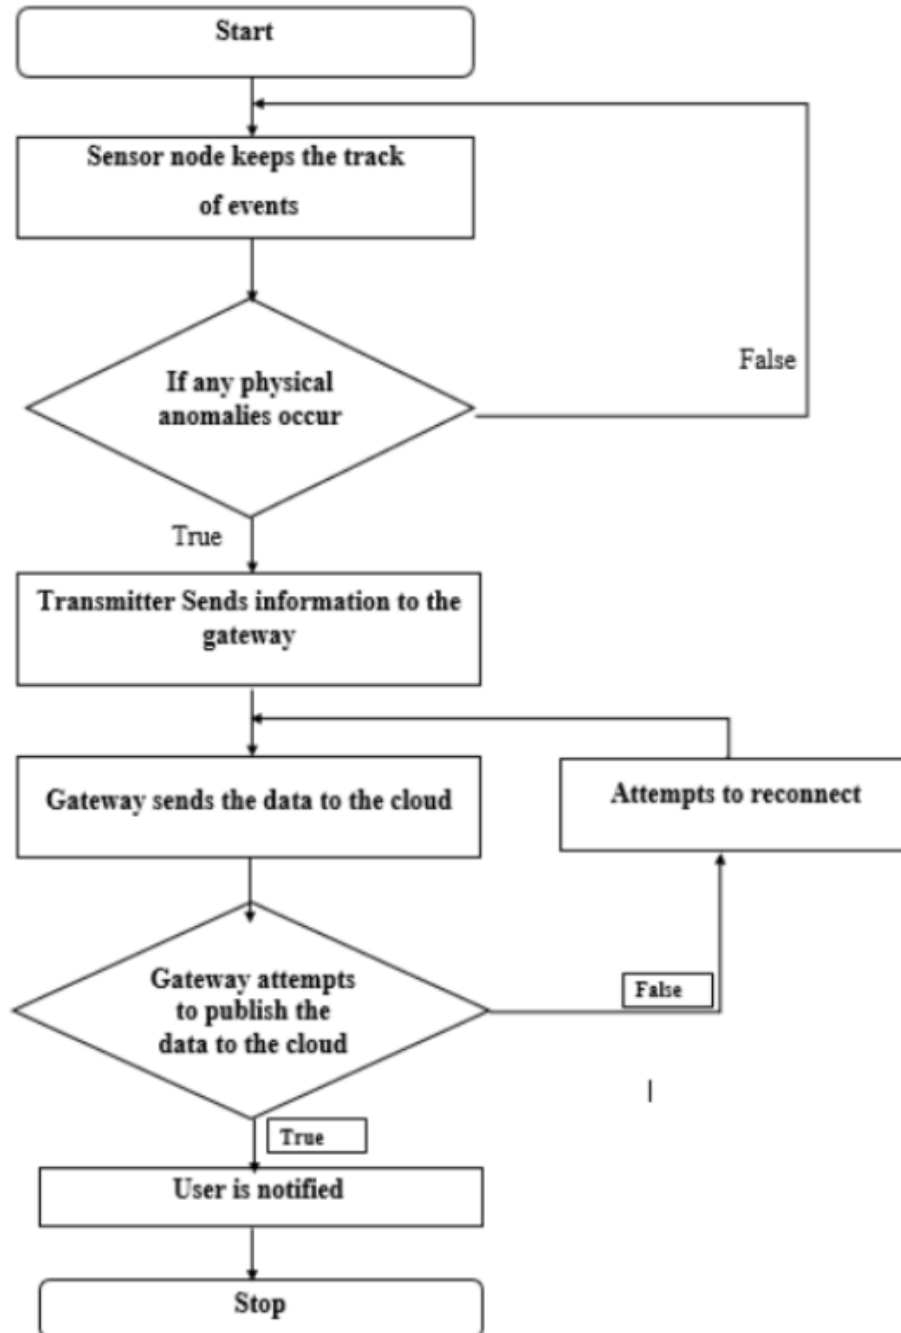 Start
Sensor node keeps the track
of events
If any physical
anomalies occur
False
True
Transmitter Sends information to the
gateway
Gateway sends the data to the cloud
Attempts to reconnect
Gateway attempts
to publish the
data to the cloud
False
True
User is notified
Stop